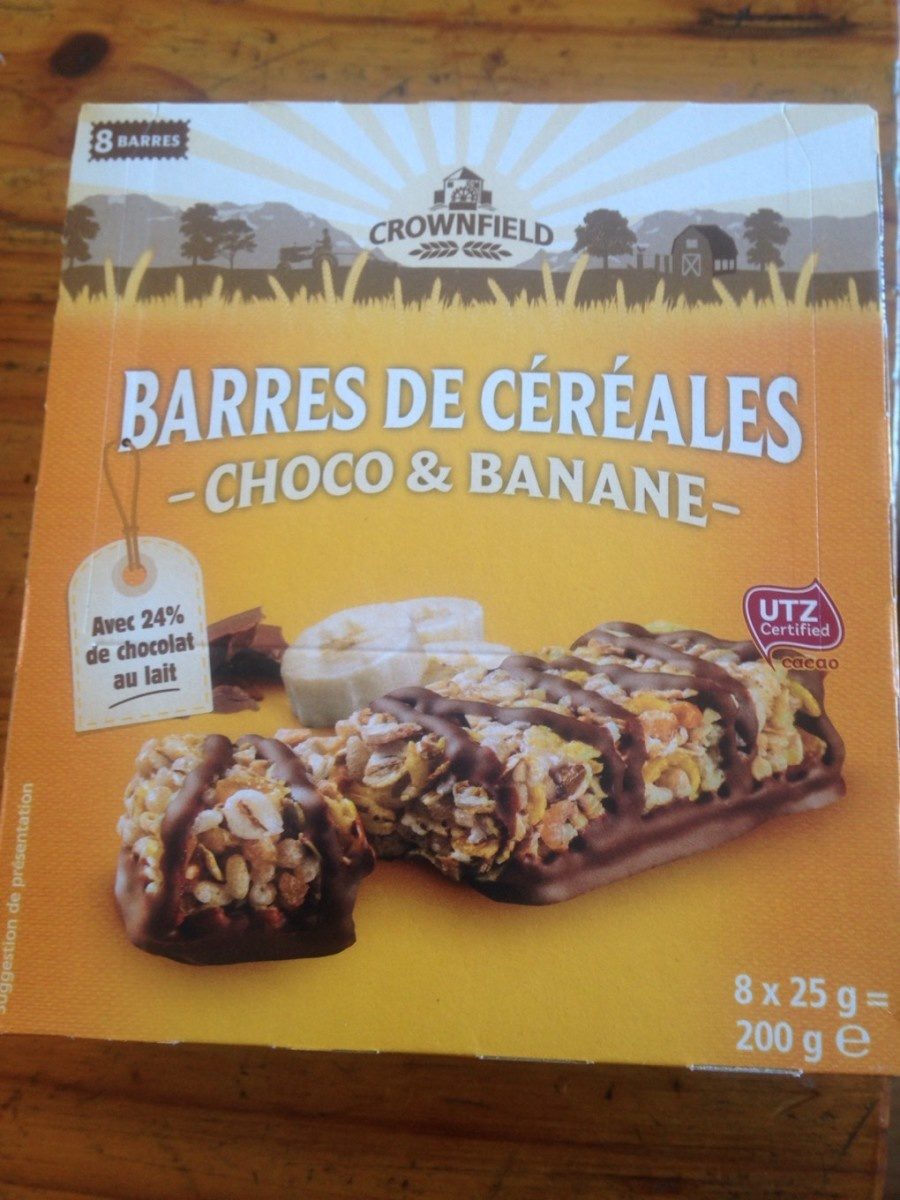 8 BARRES
CROWNFIELD
BARRES DE CÉRÉALES
- CHOCO & BANANE -
Avec 24%
de chocolat
au lait
UTZ
Certified
cacao
Suggestion de présentation
8 x 25 g =
200 g ℮